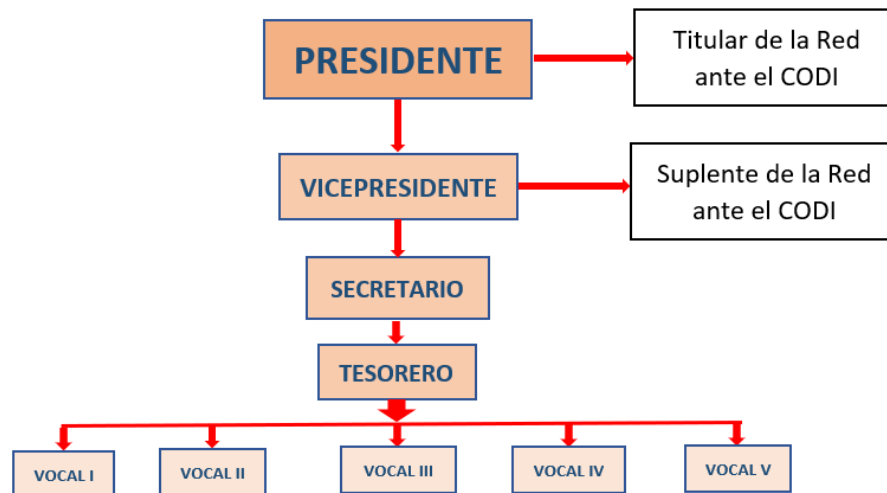 PRESIDENTE
Titular de la Red
ante el CODI
VICEPRESIDENTE
Suplente de la Red
ante el CODI
SECRETARIO
TESORERO
VOCAL I
VOCAL II
VOCAL III
VOCAL IV
VOCAL V